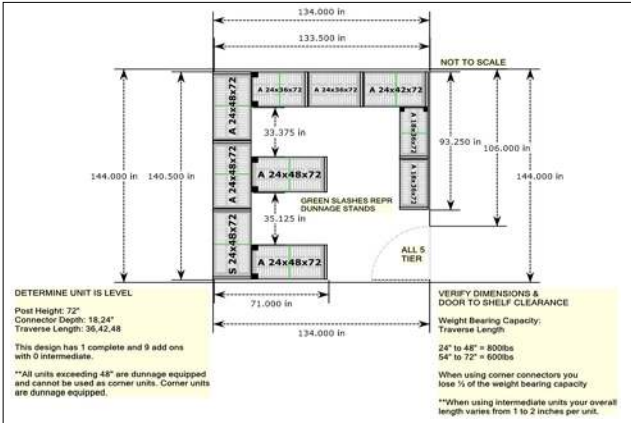 134.000 in
133.500 in
NOT TO SCALE
A 24x48x72
A 24x36x72
A 24x36x72
A 24x42x72
A 18x36x72
33.375 in
93.250 in
106.000 in
144.000 in
140.500 in
A 24x48x72
A 24x48x72
A 18x36x72
144.000 in
GREEN SLASHES REPR
DUNNAGE STANDS
35.125 in
S 24x48x72
A 24x48x72
ALL 5
TIER
71.000 in
134.000 in
DETERMINE UNIT IS LEVEL
Post Height: 72"
Connector Depth: 18,24"
Traverse Length: 36,42,48
This design has 1 complete and 9 add ons
with 0 intermediate.
**All units exceeding 48" are dunnage equipped
and cannot be used as corner units. Corner units
are dunnage equipped.
VERIFY DIMENSIONS &
DOOR TO SHELF CLEARANCE
Weight Bearing Capacity:
Traverse Length
24" to 48" = 800lbs
54" to 72" = 600lbs
When using corner connectors you
lose ½ of the weight bearing capacity
**When using intermediate units your overall
length varies from 1 to 2 inches per unit.